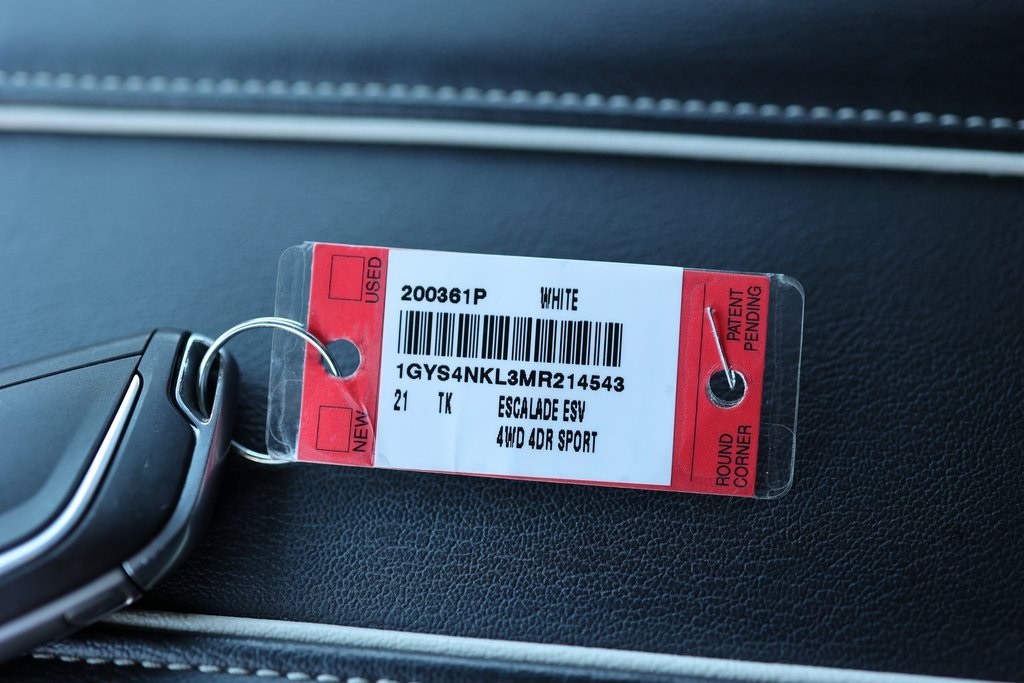 USED
NEW
200361P WHITE
1GYS4NKL3MR214543
21 TK ESCALADE ESV
4WD 4DR SPORT
PATENT
PENDING
ROUND
CORNER